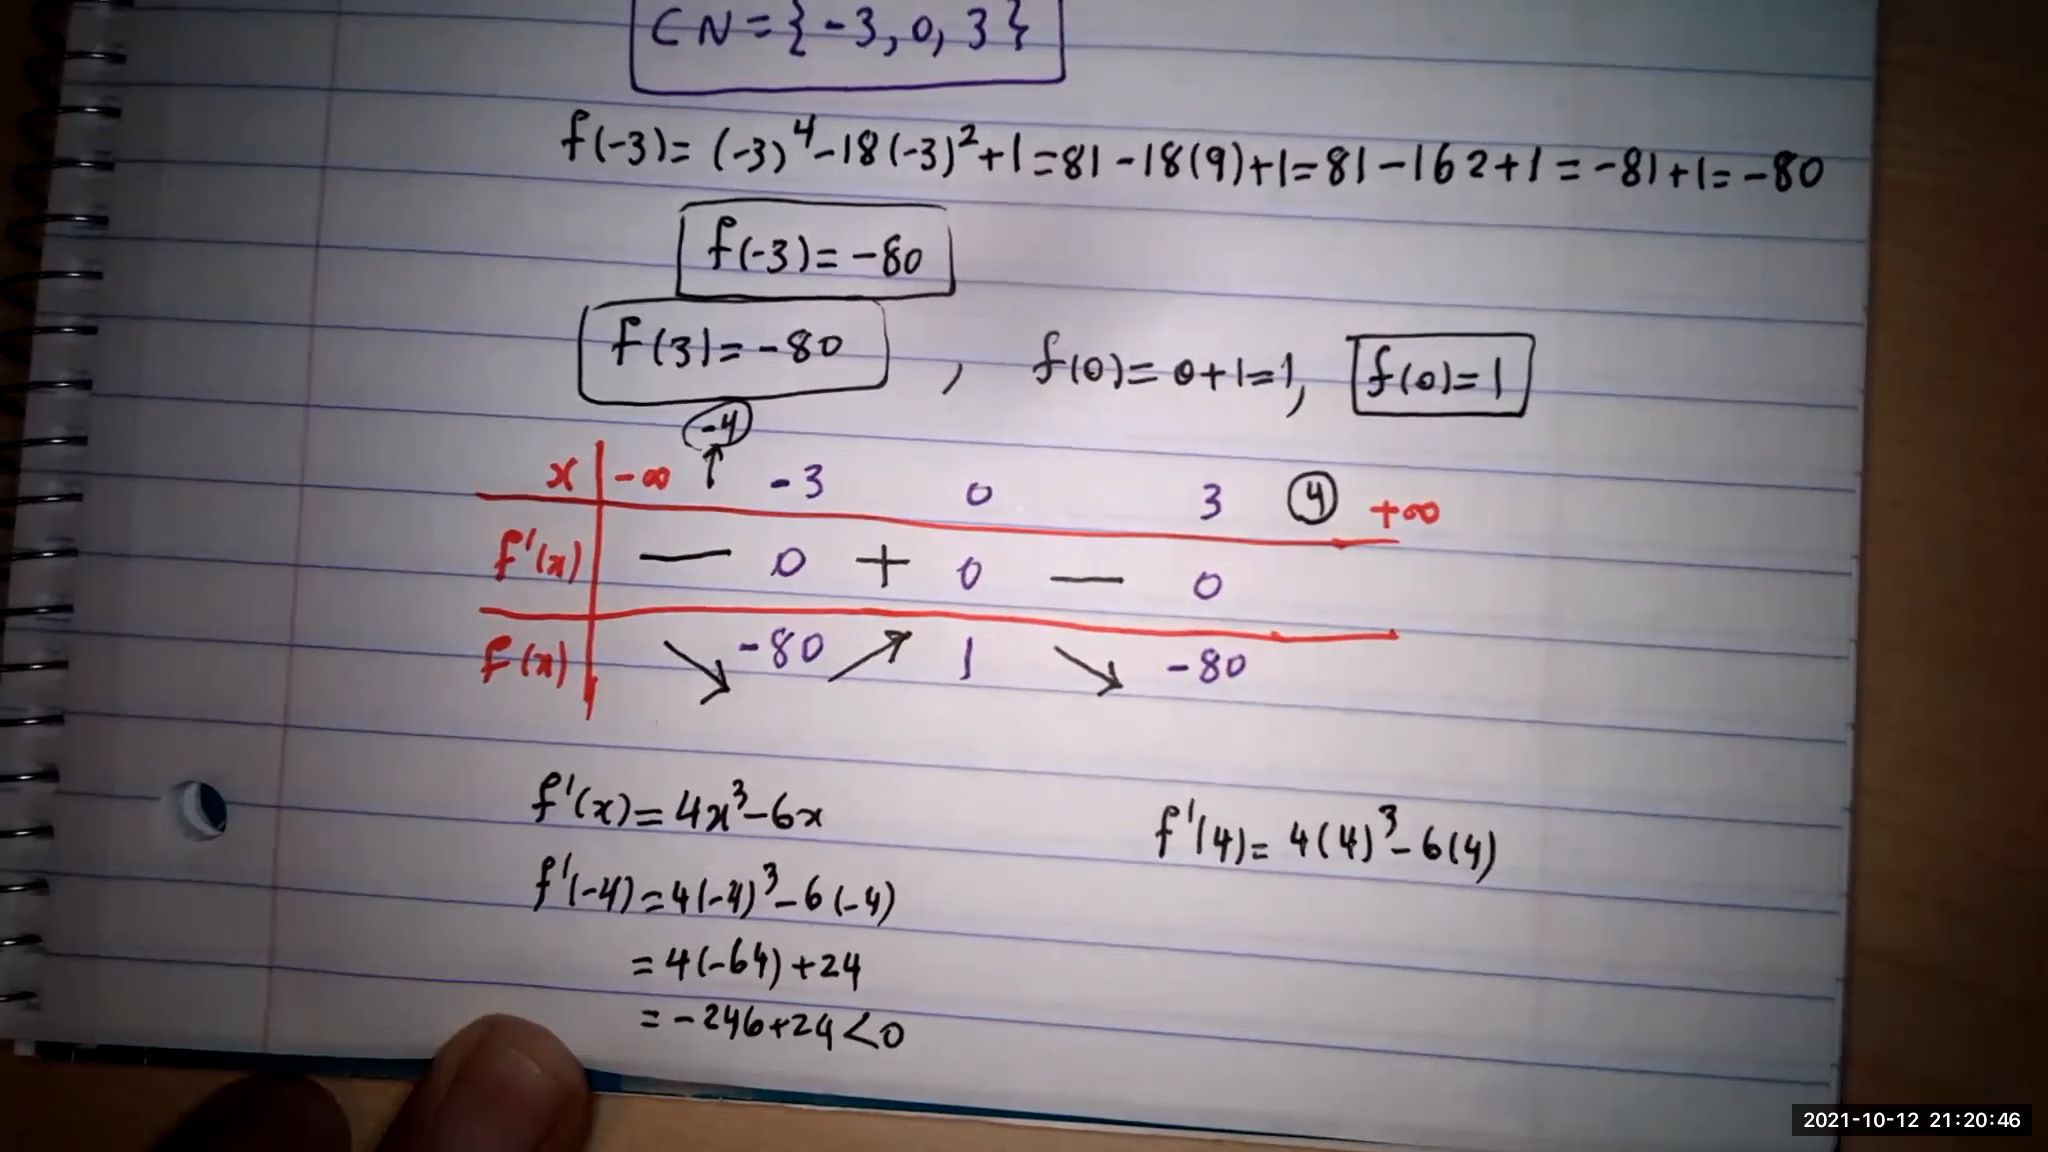 CN = {-3, 0, 3}
f(-3) = (-3)^4 - 18(-3)^2 + 1 = 81 - 18(9) + 1 = 81 - 162 + 1 = -81 + 1 = -80
f(-3) = -80
f(3) = -80 , f(0) = 0 + 1 = 1, f(0) = 1
-4
x | -∞ ↑ -3 0 3 4 +∞
f'(x) | — 0 + 0 — 0
f(x) | ↘ -80 ↗ 1 ↘ -80
f'(x) = 4x^3 - 6x
f'(4) = 4(4)^3 - 6(4)
f'(-4) = 4(-4)^3 - 6(-4)
= 4(-64) + 24
= -246 + 24 < 0
2021-10-12 21:20:46